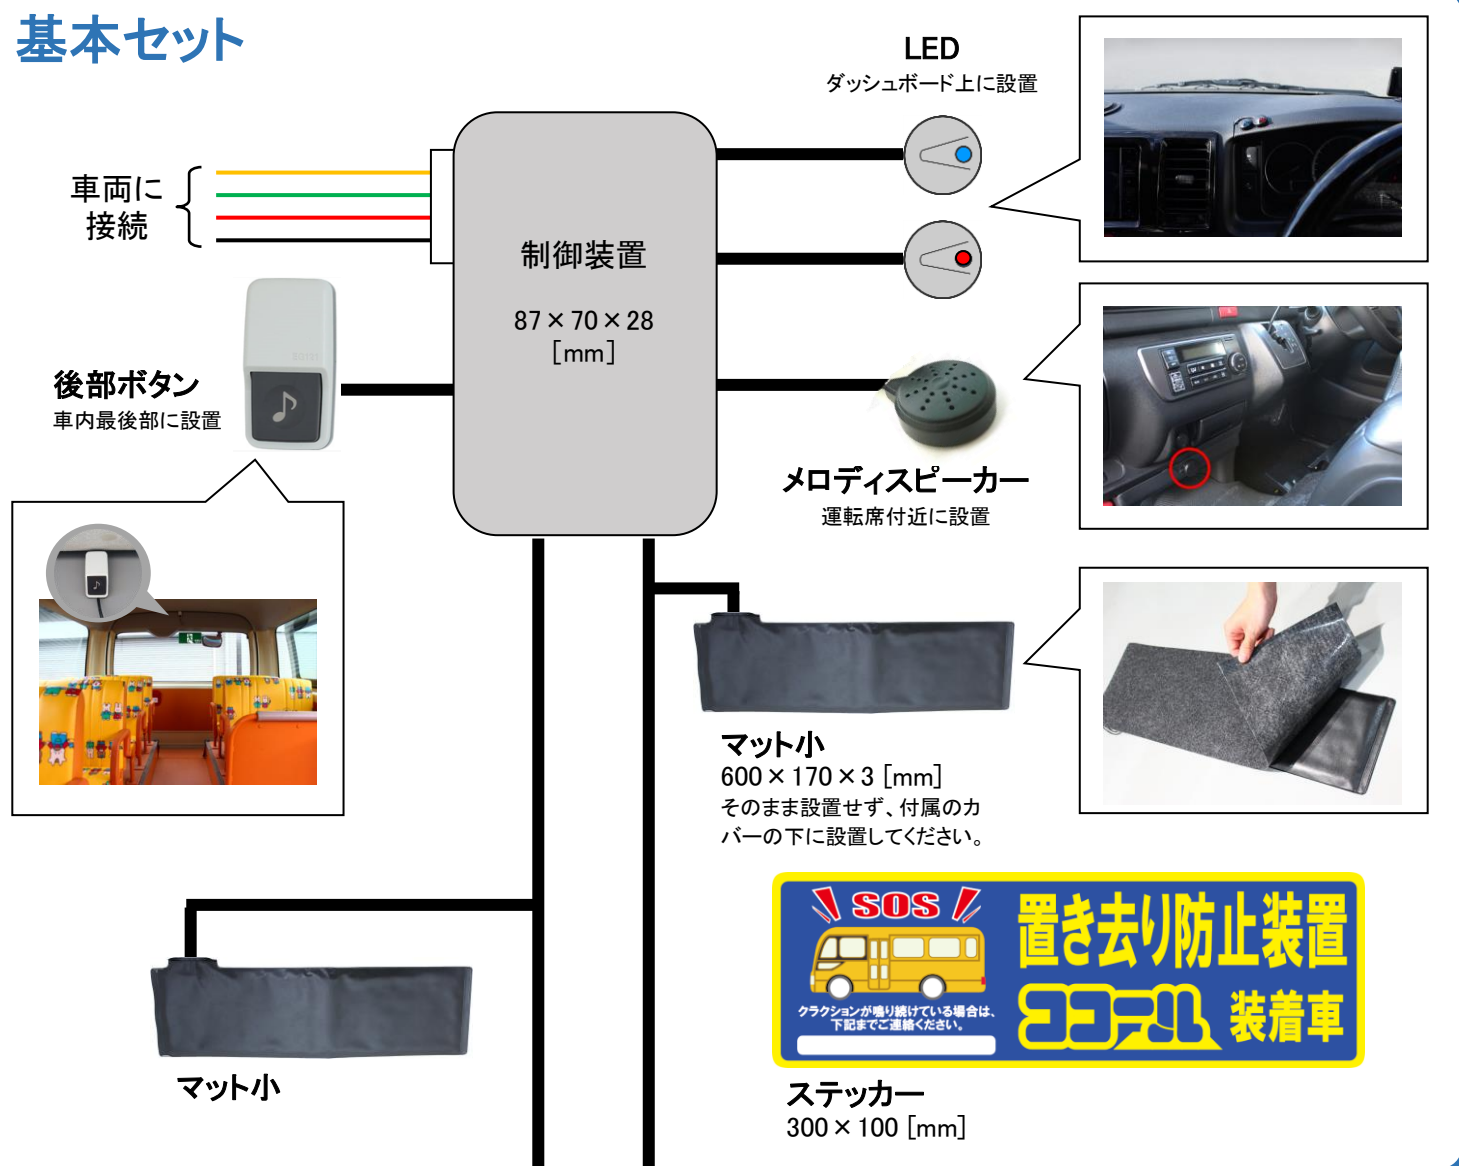 基本セット
LED
ダッシュボード上に設置
車両に
接続
制御装置
87×70×28
[mm]
後部ボタン
車内最後部に設置
メロディスピーカー
運転席付近に設置
マット小
600×170×3 [mm]
そのまま設置せず、付属のカ
バーの下に設置してください。
マット小
SOS
クラクションが鳴り続けている場合は、
下記までご連絡ください。
置き去り防止装置
ココテール 装着車
ステッカー
300×100 [mm]